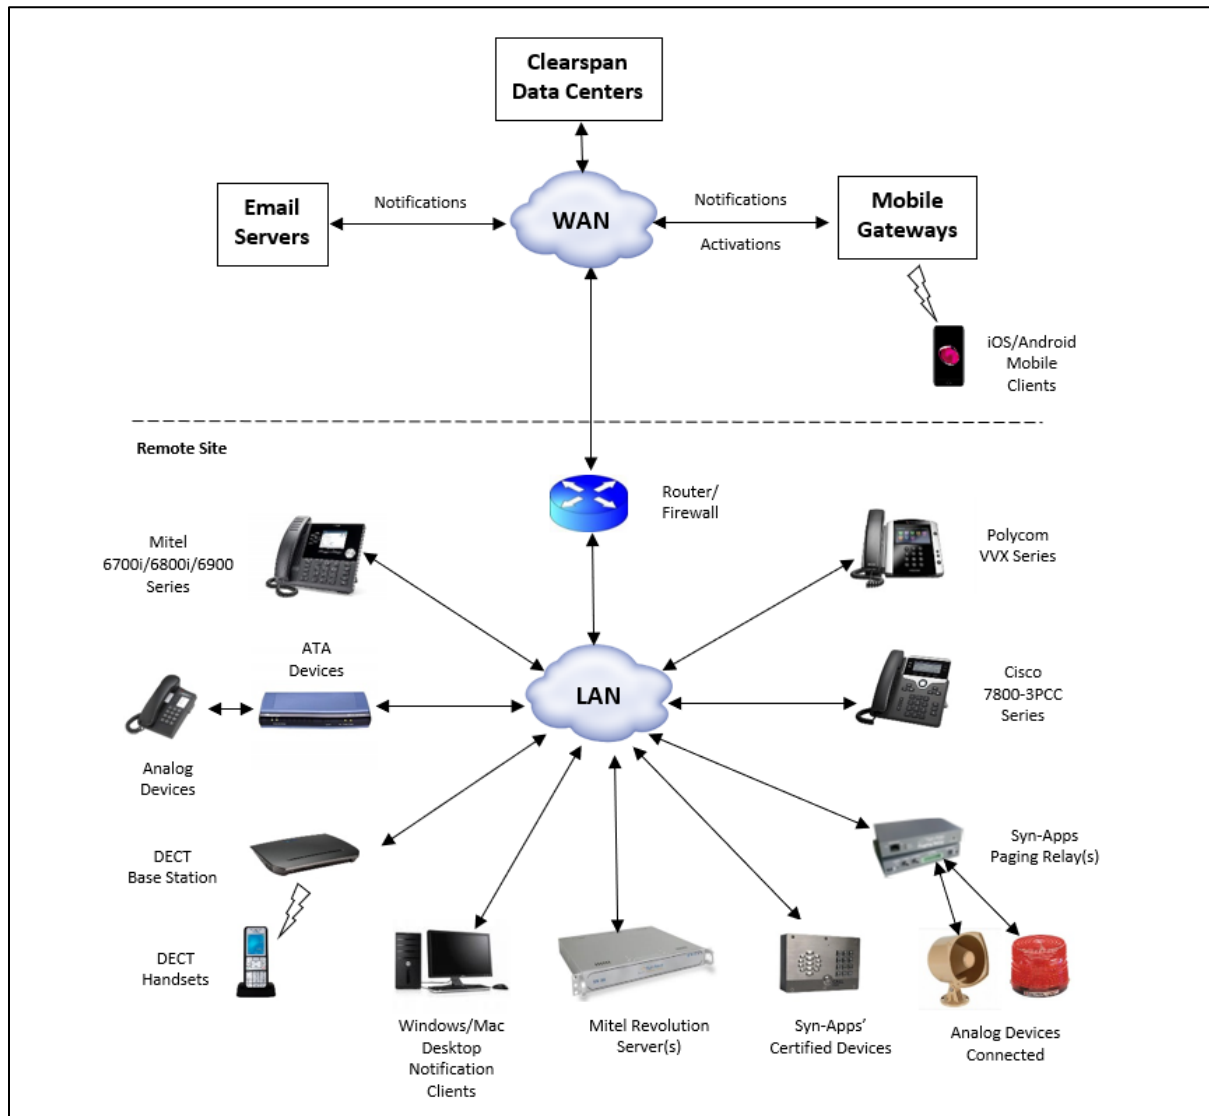 Clearspan
Data Centers
Email
Servers
Notifications
WAN
Notifications
Activations
Mobile
Gateways
iOS/Android
Mobile
Clients
Remote Site
Router/
Firewall
Mitel
6700i/6800i/6900
Series
Polycom
VVX Series
ATA
Devices
LAN
Cisco
7800-3PCC
Series
Analog
Devices
DECT
Base Station
Syn-Apps
Paging Relay(s)
DECT
Handsets
Windows/Mac
Desktop
Notification
Clients
Mitel Revolution
Server(s)
Syn-Apps’
Certified Devices
Analog Devices
Connected